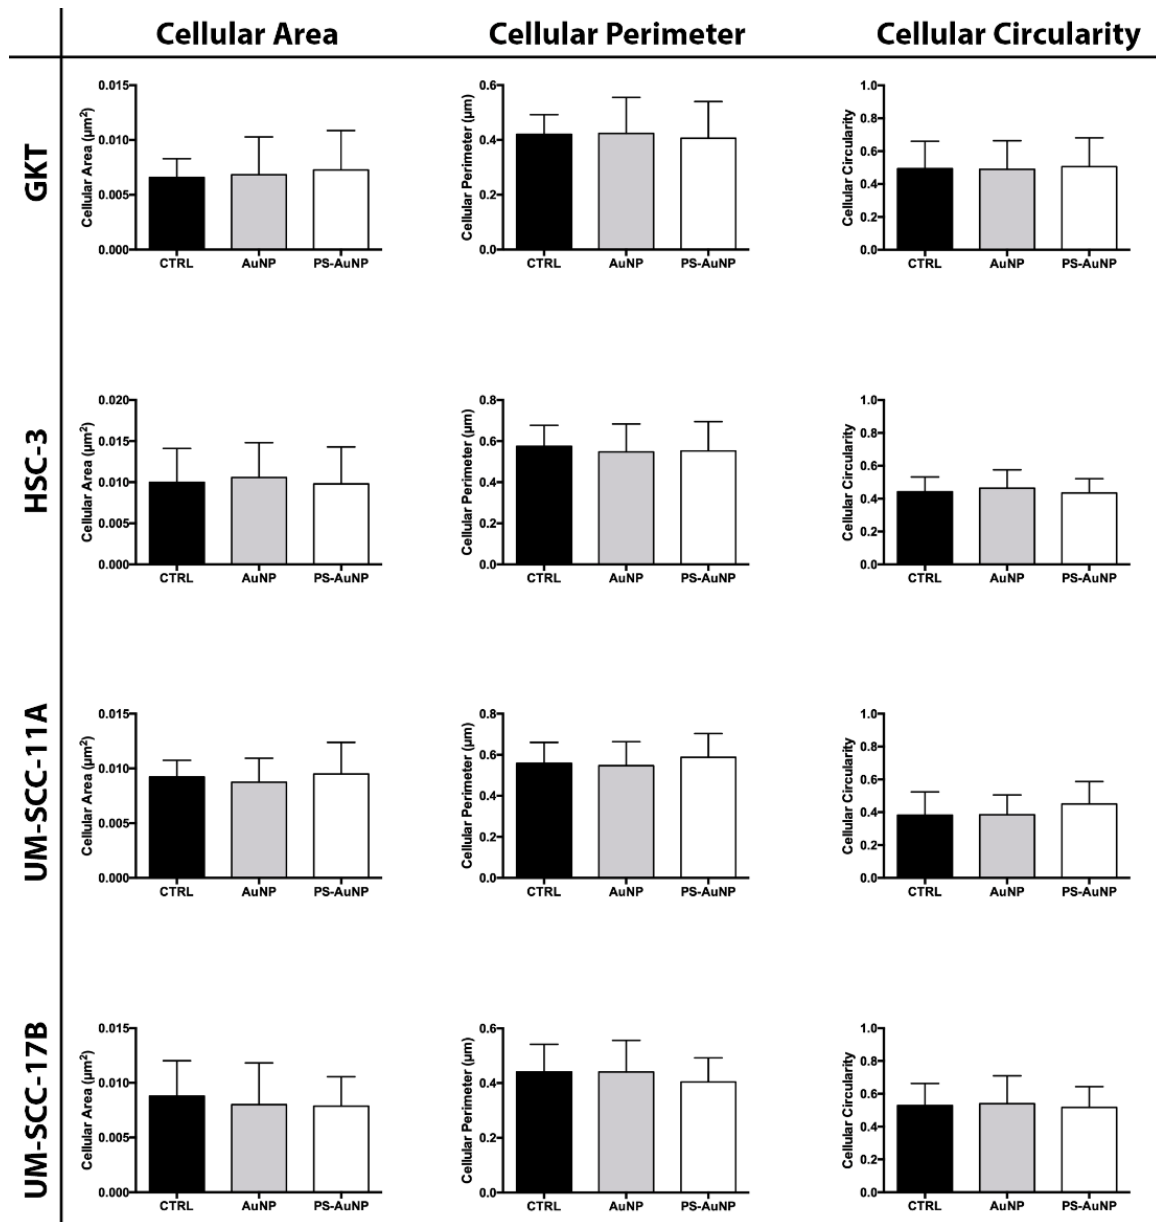 Cellular Area Cellular Perimeter Cellular Circularity
GKT
Cellular Area (µm²)
0.015
0.010
0.005
0.000
CTRL AuNP PS-AuNP
Cellular Perimeter (µm)
0.6
0.4
0.2
0.0
CTRL AuNP PS-AuNP
Cellular Circularity
1.0
0.8
0.6
0.4
0.2
0.0
CTRL AuNP PS-AuNP
HSC-3
Cellular Area (µm²)
0.020
0.015
0.010
0.005
0.000
CTRL AuNP PS-AuNP
Cellular Perimeter (µm)
0.8
0.6
0.4
0.2
0.0
CTRL AuNP PS-AuNP
Cellular Circularity
1.0
0.8
0.6
0.4
0.2
0.0
CTRL AuNP PS-AuNP
UM-SCC-11A
Cellular Area (µm²)
0.015
0.010
0.005
0.000
CTRL AuNP PS-AuNP
Cellular Perimeter (µm)
0.8
0.6
0.4
0.2
0.0
CTRL AuNP PS-AuNP
Cellular Circularity
1.0
0.8
0.6
0.4
0.2
0.0
CTRL AuNP PS-AuNP
UM-SCC-17B
Cellular Area (µm²)
0.015
0.010
0.005
0.000
CTRL AuNP PS-AuNP
Cellular Perimeter (µm)
0.6
0.4
0.2
0.0
CTRL AuNP PS-AuNP
Cellular Circularity
1.0
0.8
0.6
0.4
0.2
0.0
CTRL AuNP PS-AuNP